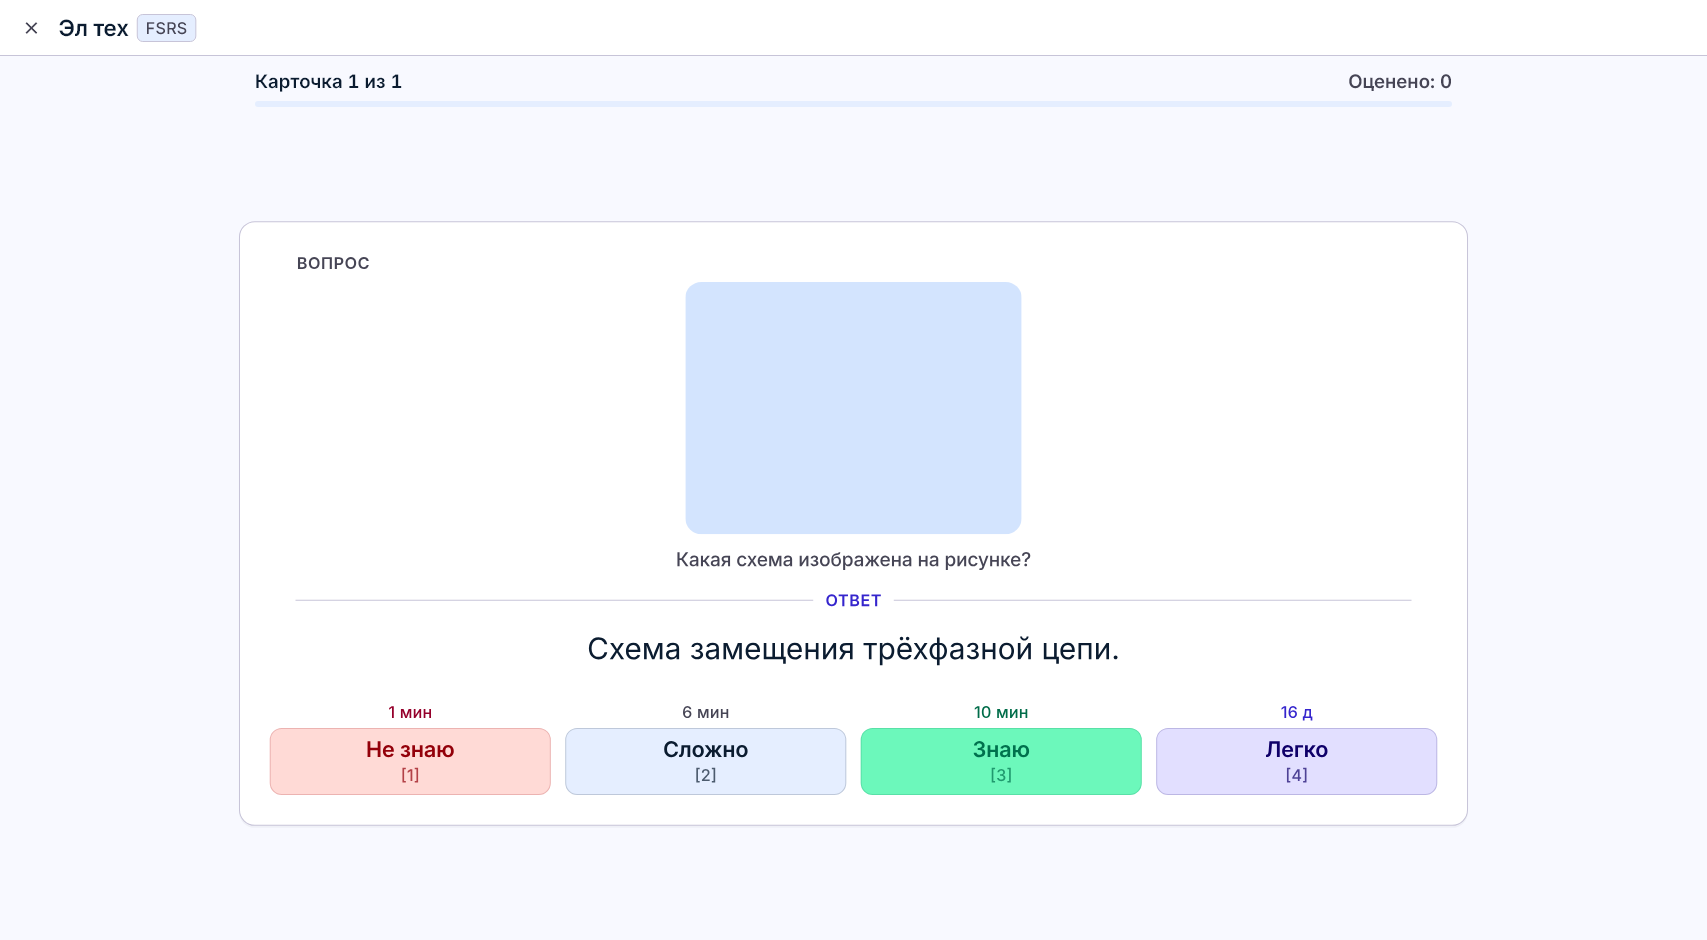 Эл тех FSRS
Карточка 1 из 1
Оценено: 0
ВОПРОС
Какая схема изображена на рисунке?
ОТВЕТ
Схема замещения трёхфазной цепи.
1 мин
6 мин
10 мин
16 д
Не знаю
[1]
Сложно
[2]
Знаю
[3]
Легко
[4]